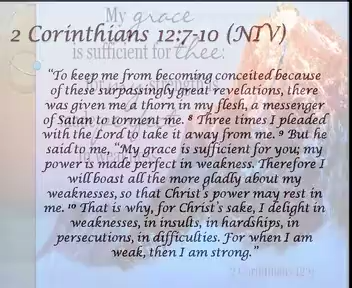 My grace
2 Corinthians 12:7-10 (NIV)
is sufficient for thee:
“To keep me from becoming conceited because
of these surpassingly great revelations, there
was given me a thorn in my flesh, a messenger
of Satan to torment me. 8 Three times I pleaded
with the Lord to take it away from me. 9 But he
said to me, “My grace is sufficient for you; my
power is made perfect in weakness. Therefore I
will boast all the more gladly about my
weaknesses, so that Christ’s power may rest in
me. 10 That is why, for Christ’s sake, I delight in
weaknesses, in insults, in hardships, in
persecutions, in difficulties. For when I am
weak, then I am strong.”
2 Corinthians 12:9